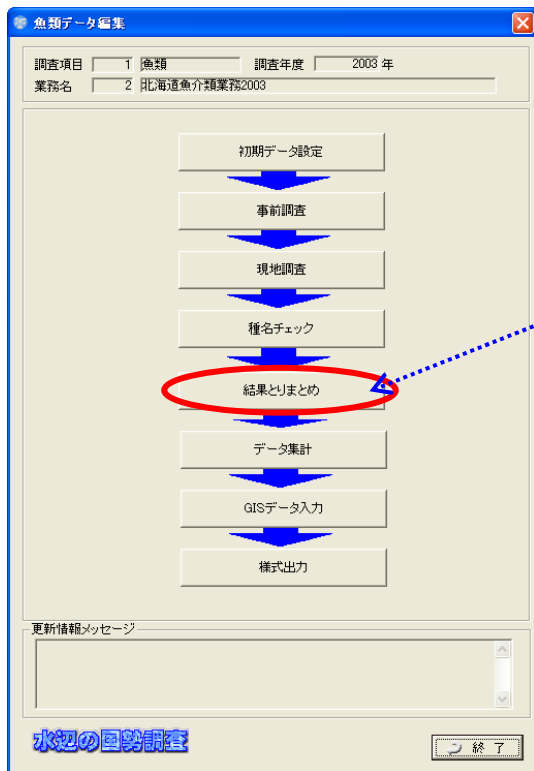 魚類データ編集
調査項目 1 魚類 調査年度 2003 年
業務名 2 北海道魚介類業務2003
初期データ設定
事前調査
現地調査
種名チェック
結果とりまとめ
データ集計
GISデータ入力
様式出力
更新情報メッセージ
水辺の国勢調査
終 了